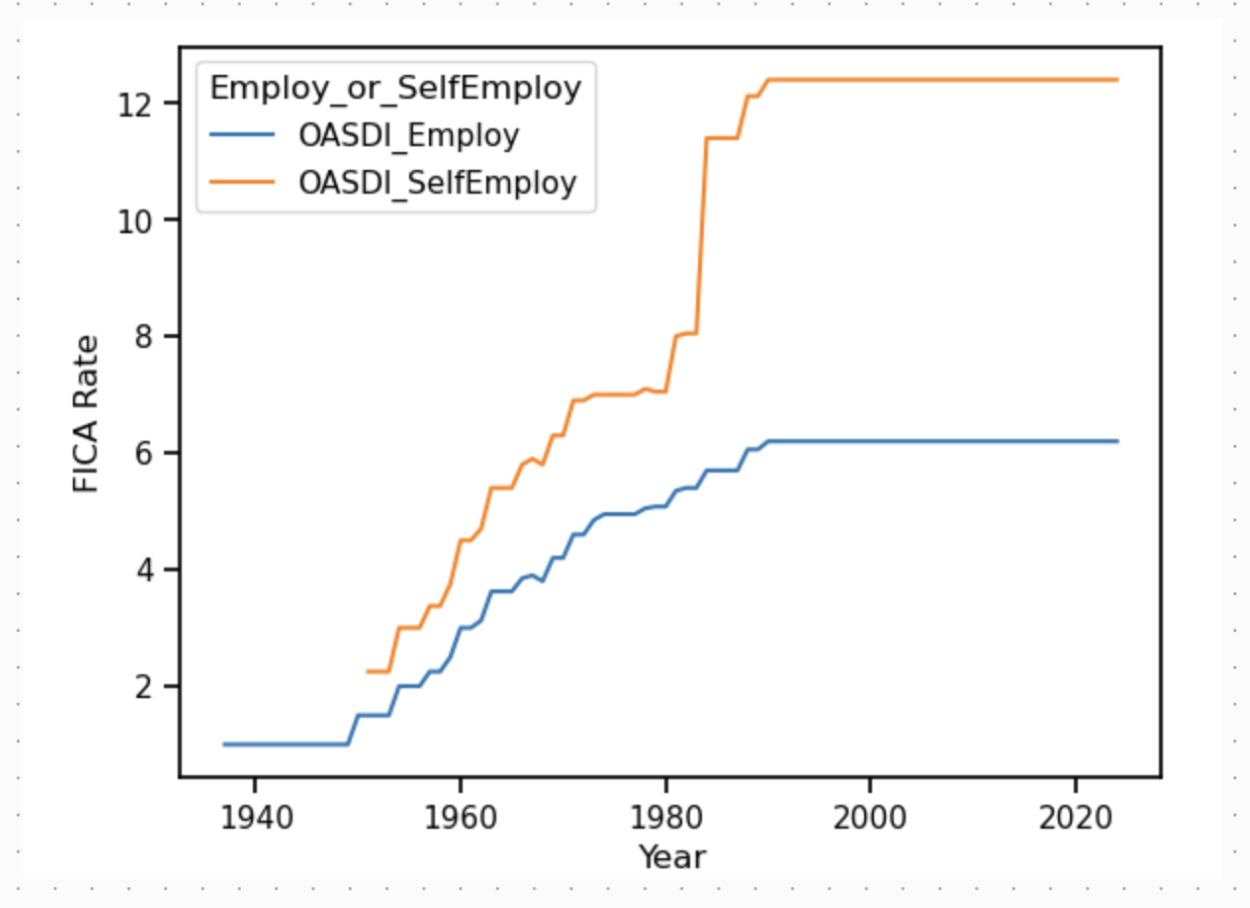 Employ_or_SelfEmploy
OASDI_Employ
OASDI_SelfEmploy
12
10
8
6
4
2
FICA Rate
1940 1960 1980 2000 2020
Year